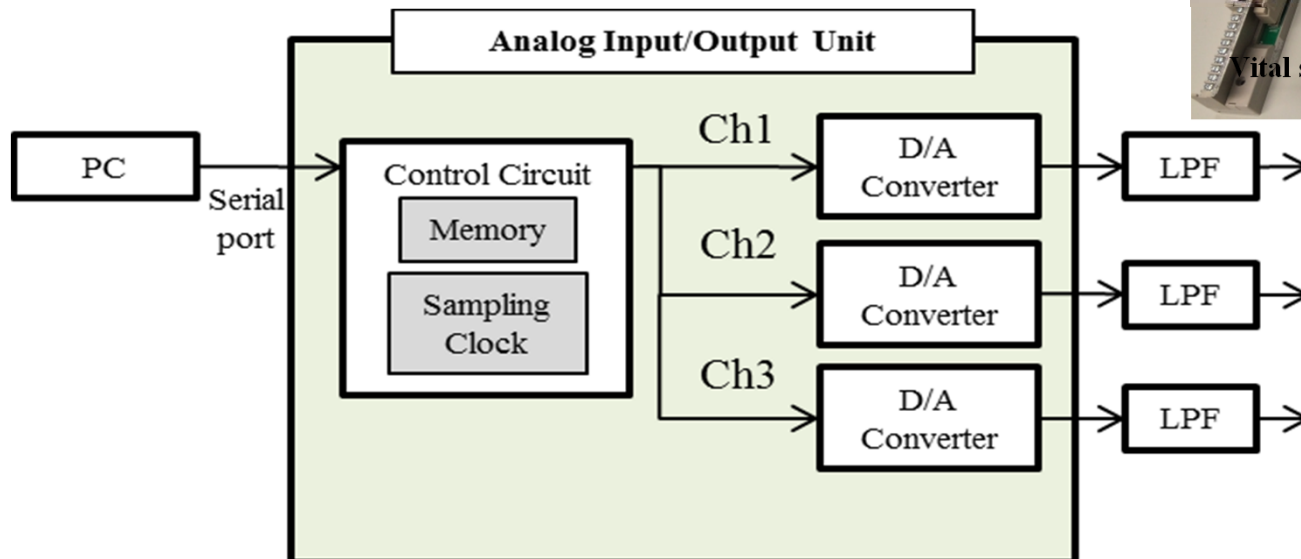 Analog Input/Output Unit
Vital
PC
Serial
port
Control Circuit
Memory
Sampling
Clock
Ch1
D/A
Converter
LPF
Ch2
D/A
Converter
LPF
Ch3
D/A
Converter
LPF